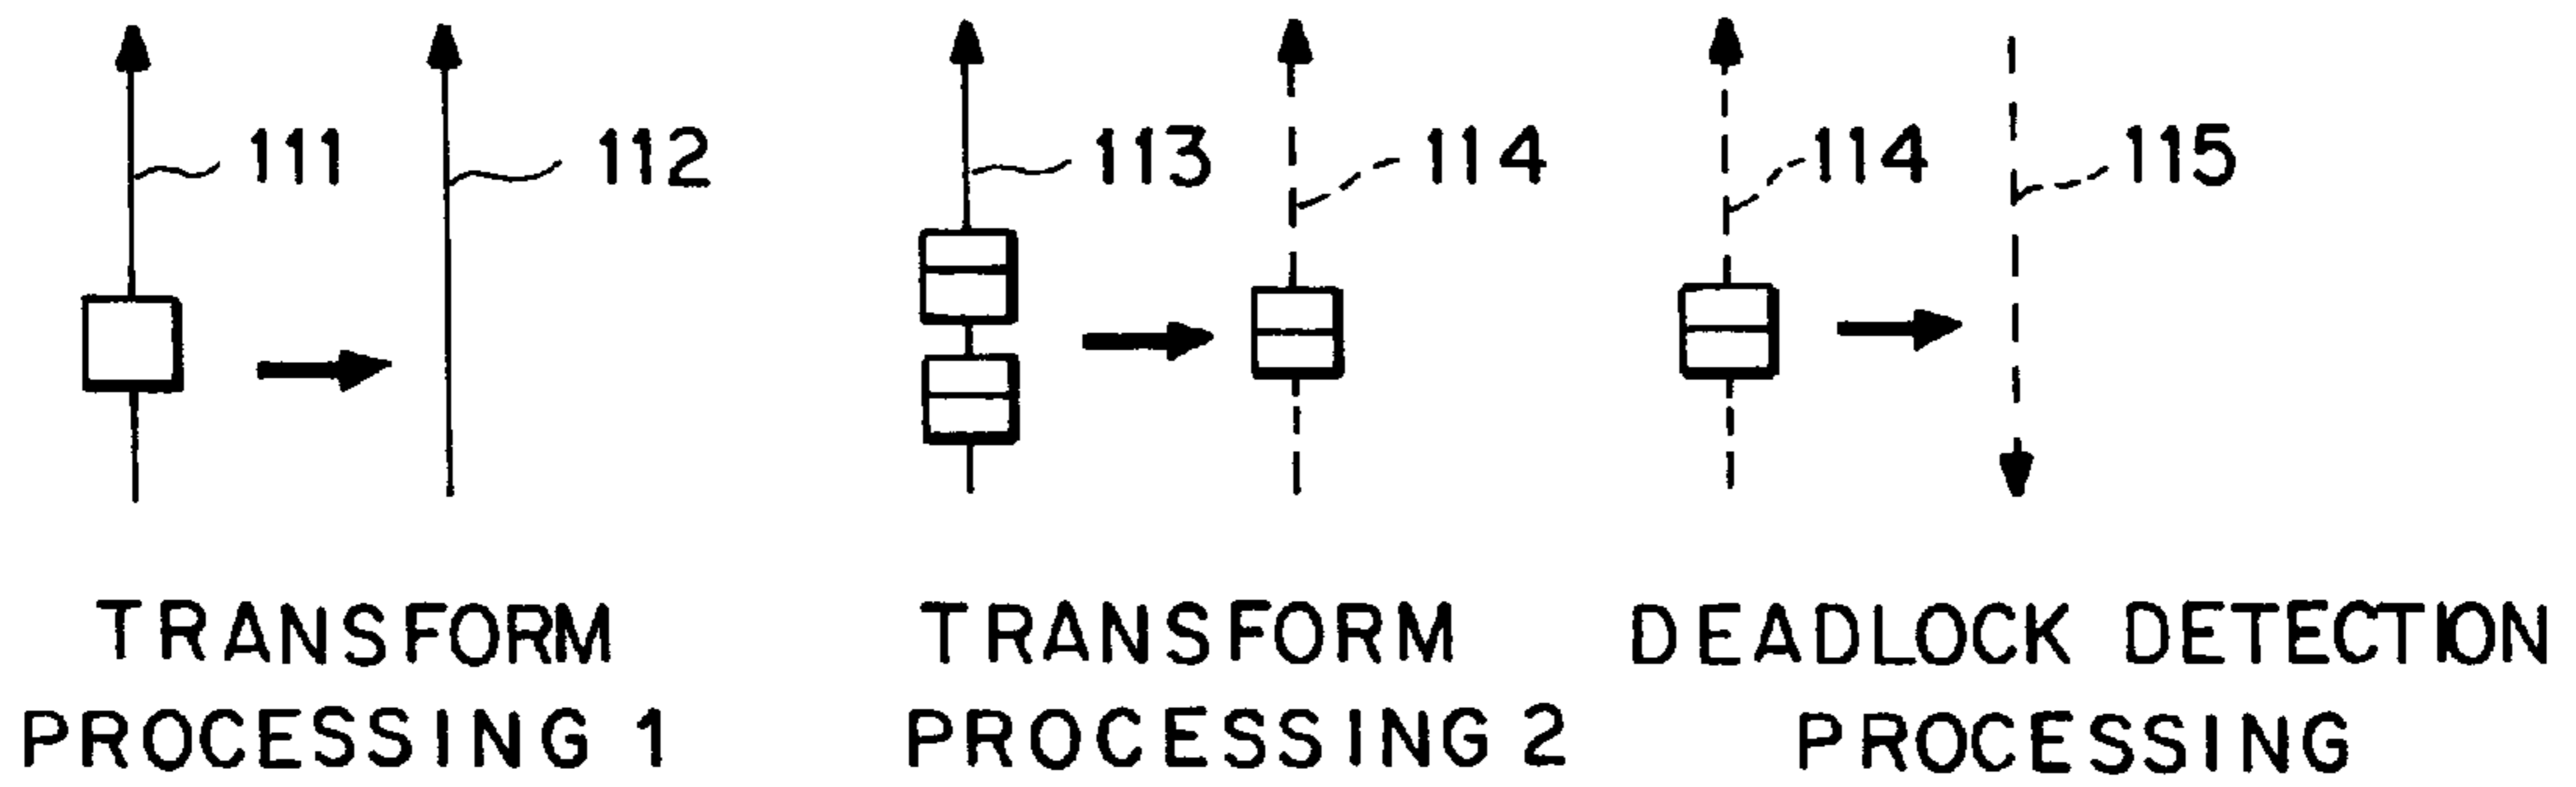 111 112 113 114 114 115
TRANSFORM TRANSFORM DEADLOCK DETECTION
PROCESSING 1 PROCESSING 2 PROCESSING